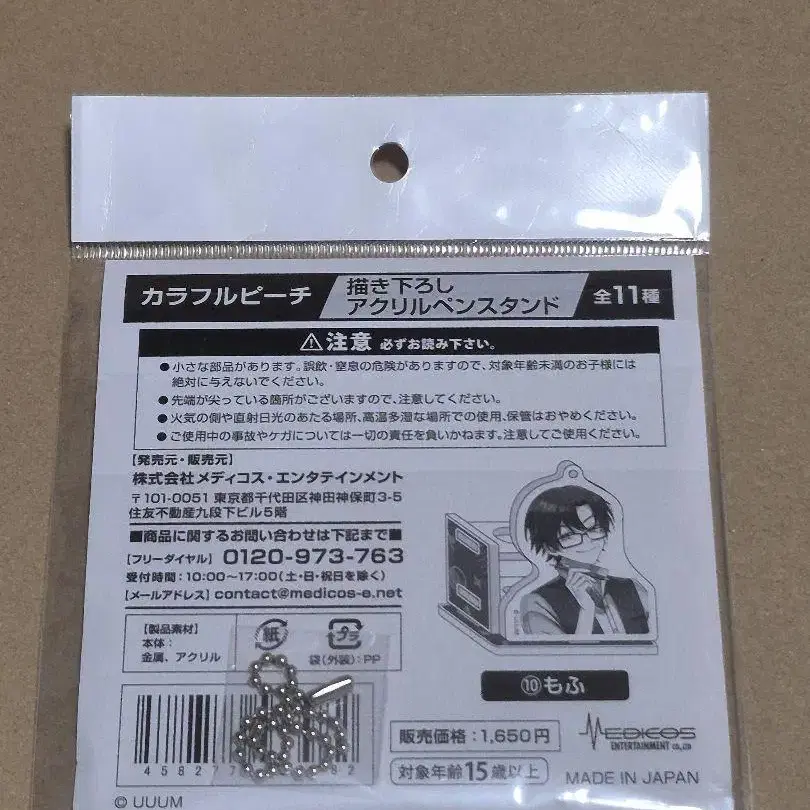 カラフルピーチ
描き下ろし
アクリルペンスタンド
全11種
⚠注意 必ずお読み下さい。
●小さな部品があります。誤飲・窒息の危険がありますので、対象年齢未満のお子様には
絶対に与えないでください。
●先端が尖っている箇所がございますので、注意してください。
●火気の側や直射日光のあたる場所、高温多湿な場所での使用、保管はおやめください。
●ご使用中の事故やケガについては一切の責任を負いかねます。注意してご使用ください。
【発売元・販売元】
株式会社メディコス・エンタテインメント
〒101-0051 東京都千代田区神田神保町3-5
住友不動産九段下ビル5階
■商品に関するお問い合わせは下記まで■
【フリーダイヤル】 0120-973-763
受付時間：10:00～17:00(土・日・祝日を除く)
【メールアドレス】contact@medicos-e.net
【製品素材】
本体：
金属、アクリル
紙
プラ
袋(外装)：PP
⑩もふ
販売価格：1,650円
対象年齢15歳以上
MEDICOS
ENTERTAINMENT CO.,LTD
MADE IN JAPAN
© UUUM